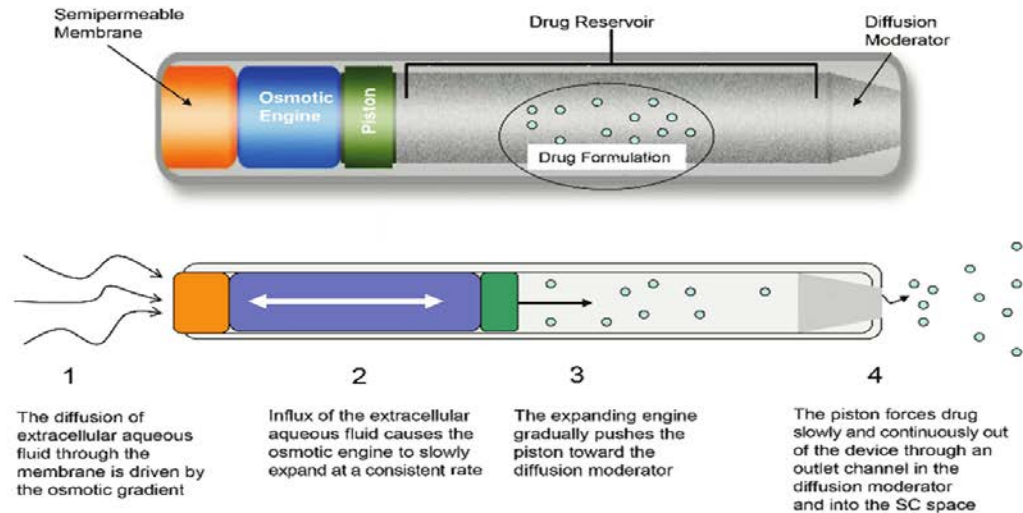 Semipermeable
Membrane
Drug Reservoir
Diffusion
Moderator
Osmotic
Engine
Piston
Drug Formulation
1
2
3
4
The diffusion of
extracellular aqueous
fluid through the
membrane is driven by
the osmotic gradient
Influx of the extracellular
aqueous fluid causes the
osmotic engine to slowly
expand at a consistent rate
The expanding engine
gradually pushes the
piston toward the
diffusion moderator
The piston forces drug
slowly and continuously out
of the device through an
outlet channel in the
diffusion moderator
and into the SC space